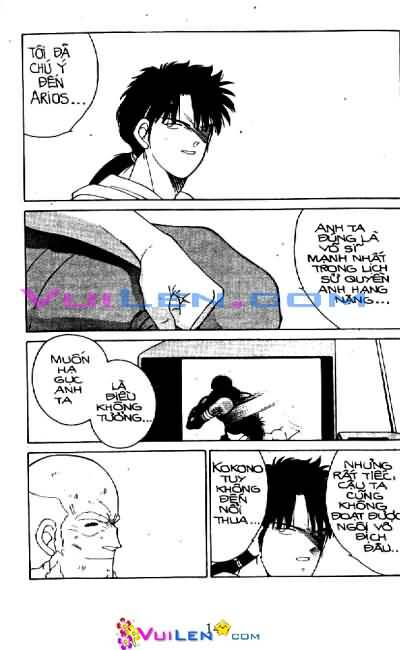 TÔI ĐÃ
CHÚ Ý
ĐẾN
ARIOS...
ANH TA
ĐÚNG LÀ
VÕ SĨ
MẠNH NHẤT
TRONG LỊCH
SỬ QUYỀN
ANH HẠNG
NẶNG...
VUILEN.COM
MUỐN
HẠ
GỤC
ANH
TA
LÀ
ĐIỀU
KHÔNG
TƯỞNG...
KOKONO
TUY
KHÔNG
ĐẾN
NỖI
THUA...
NHƯNG
RẤT TIẾC,
CẬU TA
CŨNG
KHÔNG
ĐOẠT ĐƯỢC
NGÔI VÔ
ĐỊCH
ĐÂU...
VUILEN.COM